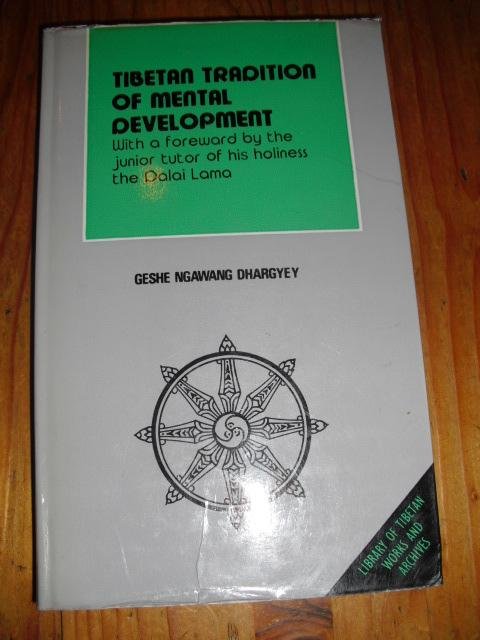 TIBETAN TRADITION
OF MENTAL
DEVELOPMENT
With a foreward by the
junior tutor of his holiness
the Dalai Lama
GESHE NGAWANG DHARGYEY
LIBRARY OF TIBETAN
WORKS AND
ARCHIVES